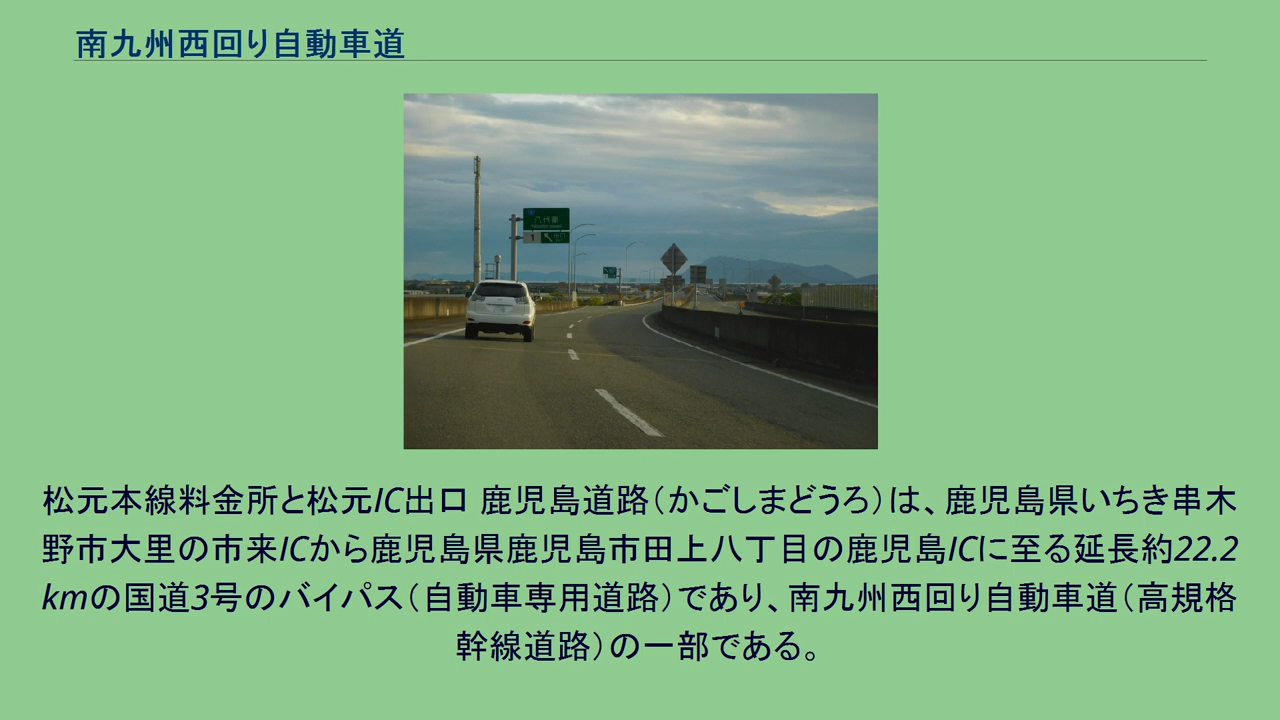 南九州西回り自動車道
八代東
1
出口
松元本線料金所と松元IC出口 鹿児島道路（かごしまどうろ）は、鹿児島県いちき串木
野市大里の市来ICから鹿児島県鹿児島市田上八丁目の鹿児島ICに至る延長約22.2
kmの国道3号のバイパス（自動車専用道路）であり、南九州西回り自動車道（高規格
幹線道路）の一部である。